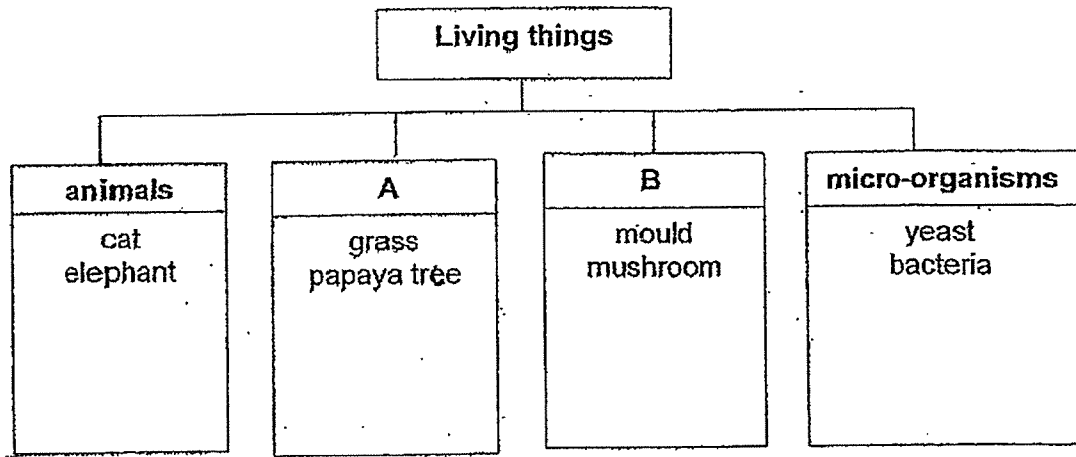 Living things
animals
cat
elephant
A
grass
papaya tree
B
mould
mushroom
micro-organisms
yeast
bacteria